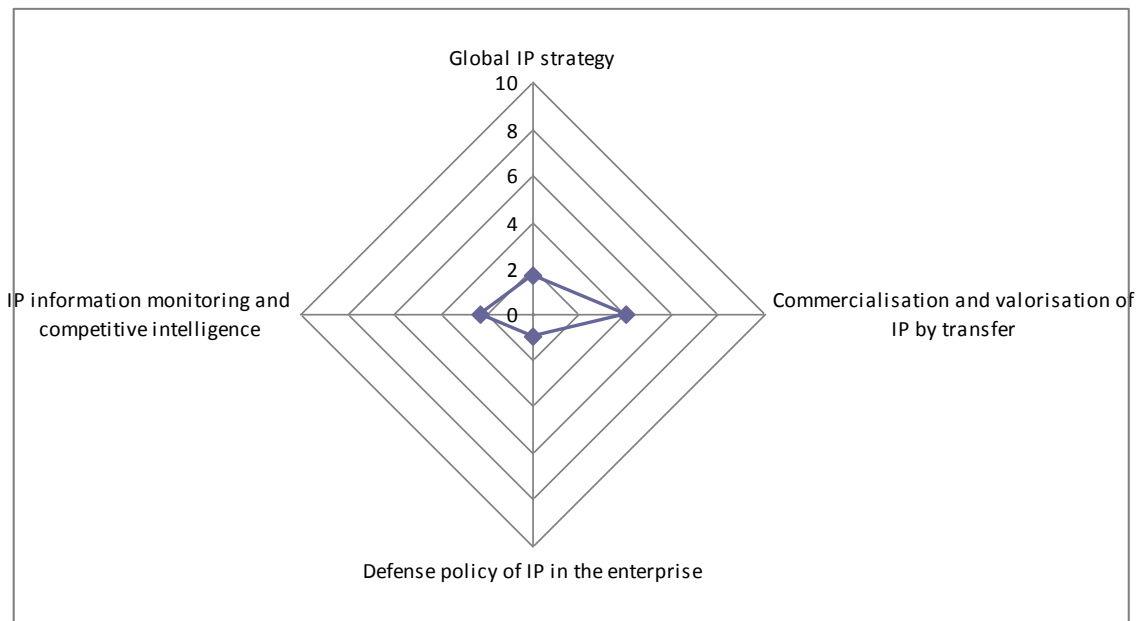 Global IP strategy
10
8
6
4
2
0
IP information monitoring and
competitive intelligence
Commercialisation and valorisation of
IP by transfer
Defense policy of IP in the enterprise